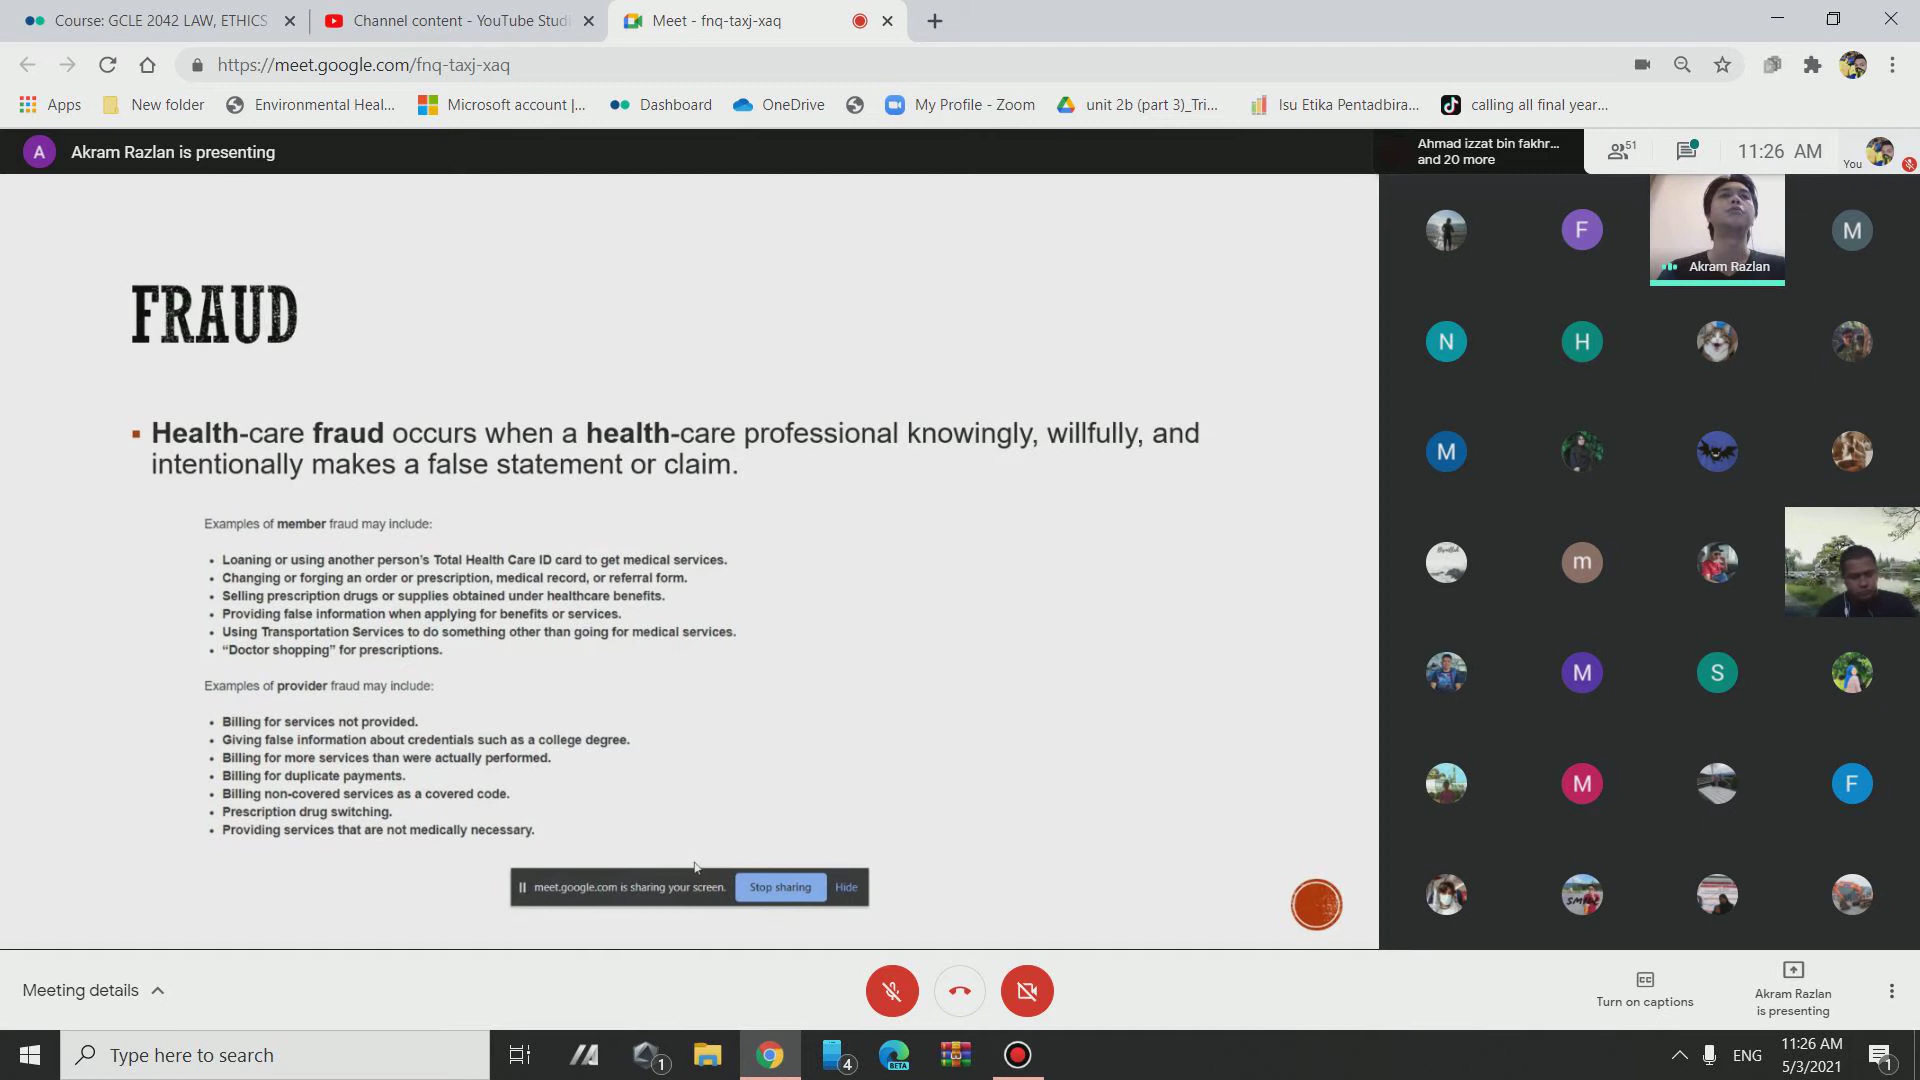 Course: GCLE 2042 LAW, ETHICS
Channel content - YouTube Studi
Meet - fnq-taxj-xaq
https://meet.google.com/fnq-taxj-xaq
Apps
New folder
Environmental Heal...
Microsoft account |...
Dashboard
OneDrive
My Profile - Zoom
unit 2b (part 3)_Tri...
Isu Etika Pentadbira...
calling all final year...
A
Akram Razlan is presenting
Ahmad izzat bin fakhr...
and 20 more
51
11:26 AM
You
F
Akram Razlan
M
FRAUD
N
H
Health-care fraud occurs when a health-care professional knowingly, willfully, and
intentionally makes a false statement or claim.
M
Examples of member fraud may include:
• Loaning or using another person's Total Health Care ID card to get medical services.
• Changing or forging an order or prescription, medical record, or referral form.
• Selling prescription drugs or supplies obtained under healthcare benefits.
• Providing false information when applying for benefits or services.
• Using Transportation Services to do something other than going for medical services.
• “Doctor shopping” for prescriptions.
m
Examples of provider fraud may include:
• Billing for services not provided.
• Giving false information about credentials such as a college degree.
• Billing for more services than were actually performed.
• Billing for duplicate payments.
• Billing non-covered services as a covered code.
• Prescription drug switching.
• Providing services that are not medically necessary.
M
S
M
F
SMILE
meet.google.com is sharing your screen.
Stop sharing
Hide
Meeting details
CC
Turn on captions
Akram Razlan
is presenting
Type here to search
1
4
BETA
ENG
11:26 AM
5/3/2021
1